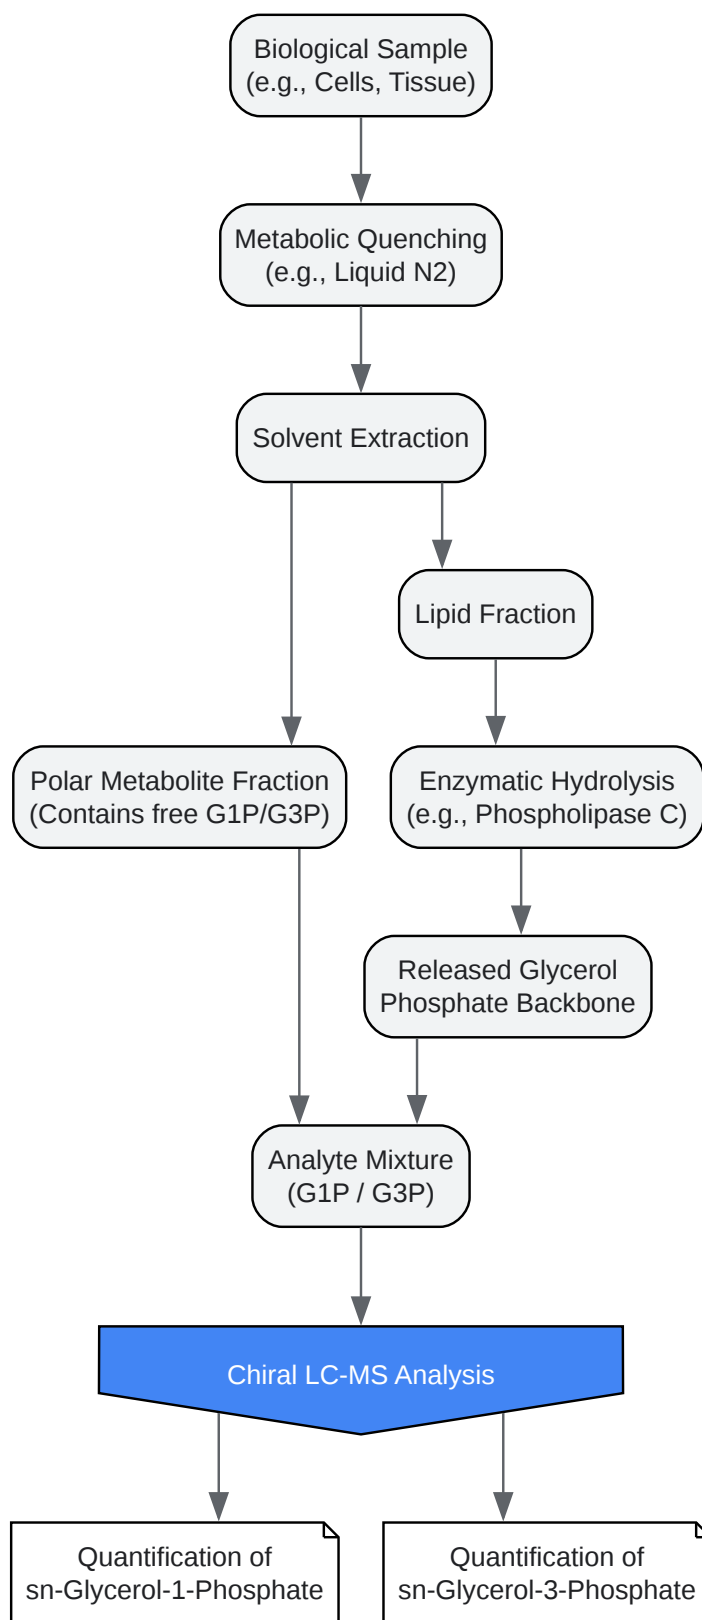 Biological Sample
(e.g., Cells, Tissue)
Metabolic Quenching
(e.g., Liquid N2)
Solvent Extraction
Lipid Fraction
Polar Metabolite Fraction
(Contains free G1P/G3P)
Enzymatic Hydrolysis
(e.g., Phospholipase C)
Released Glycerol
Phosphate Backbone
Analyte Mixture
(G1P / G3P)
Chiral LC-MS Analysis
Quantification of
sn-Glycerol-1-Phosphate
Quantification of
sn-Glycerol-3-Phosphate